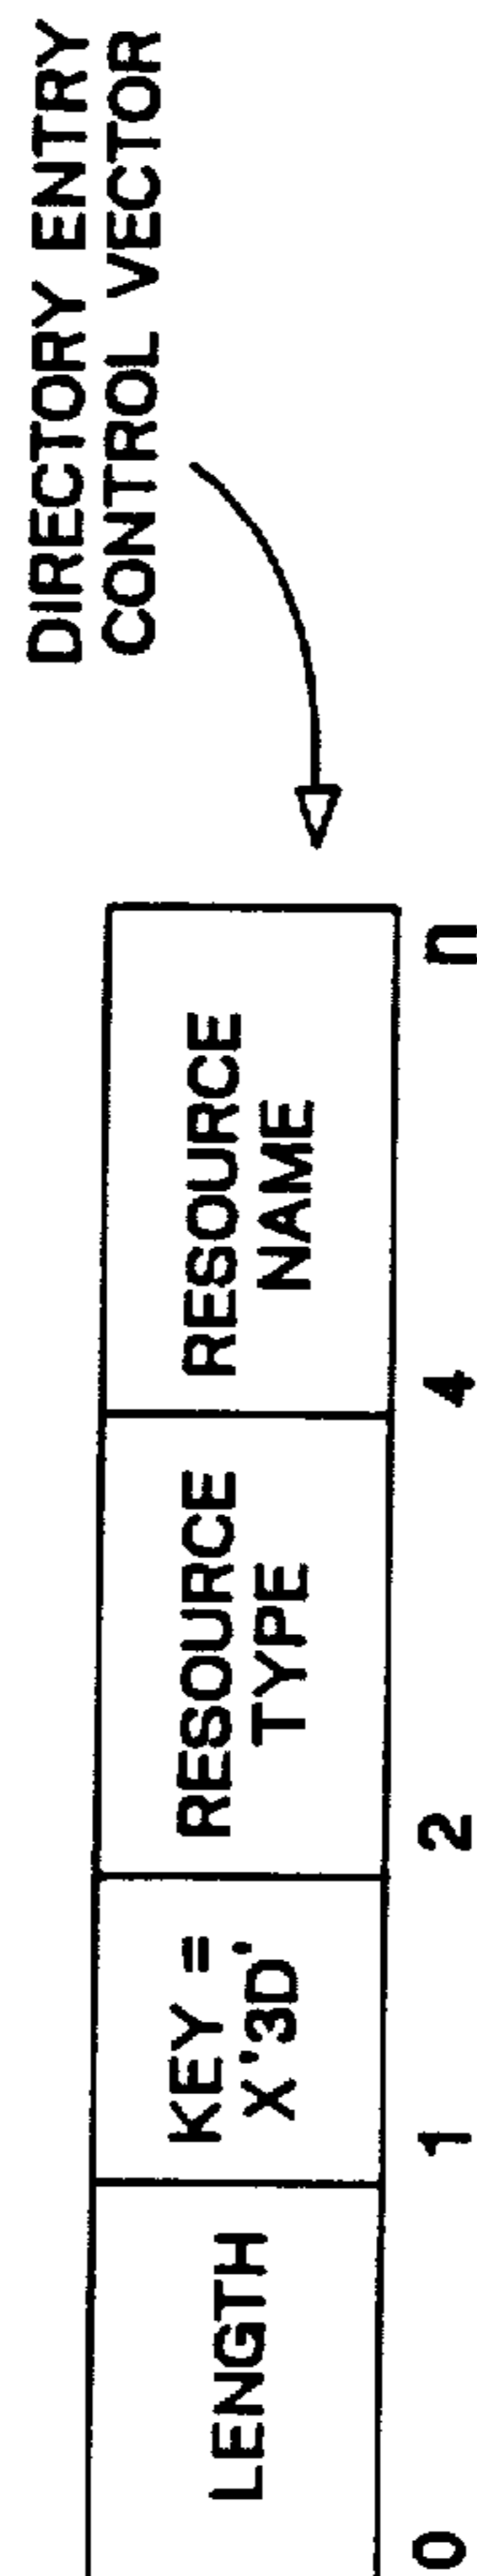 DIRECTORY ENTRY
CONTROL VECTOR
LENGTH
KEY =
X'3D'
RESOURCE
TYPE
RESOURCE
NAME
0
1
2
4
n